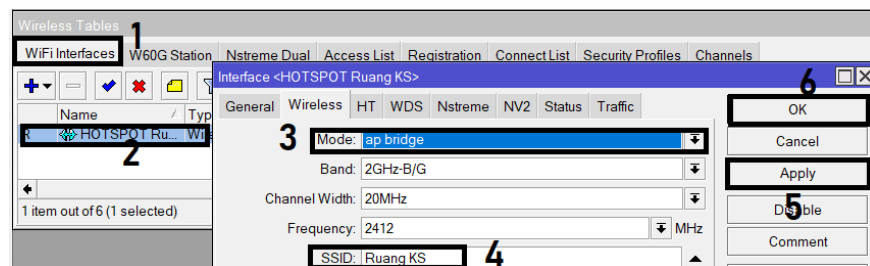 Wireless Tables
1
WiFi Interfaces W60G Station Nstreme Dual Access List Registration Connect List Security Profiles Channels
Interface <HOTSPOT Ruang KS>
6
General Wireless HT WDS Nstreme NV2 Status Traffic
OK
Name
R HOTSPOT Ru...
2
3
Mode: ap bridge
Cancel
Band: 2GHz-B/G
Apply
Channel Width: 20MHz
5
1 item out of 6 (1 selected)
Disable
Frequency: 2412 MHz
Comment
SSID: Ruang KS
4